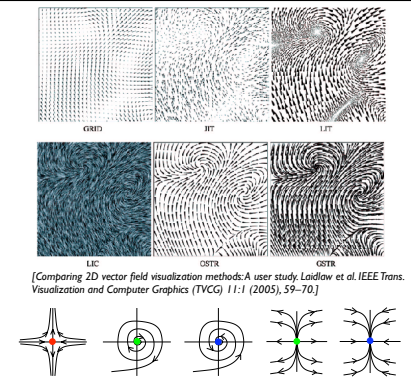 GRID JIT LIT
LIC OSTR GSTR
[Comparing 2D vector field visualization methods: A user study. Laidlaw et al. IEEE Trans.
Visualization and Computer Graphics (TVCG) 11:1 (2005), 59–70.]